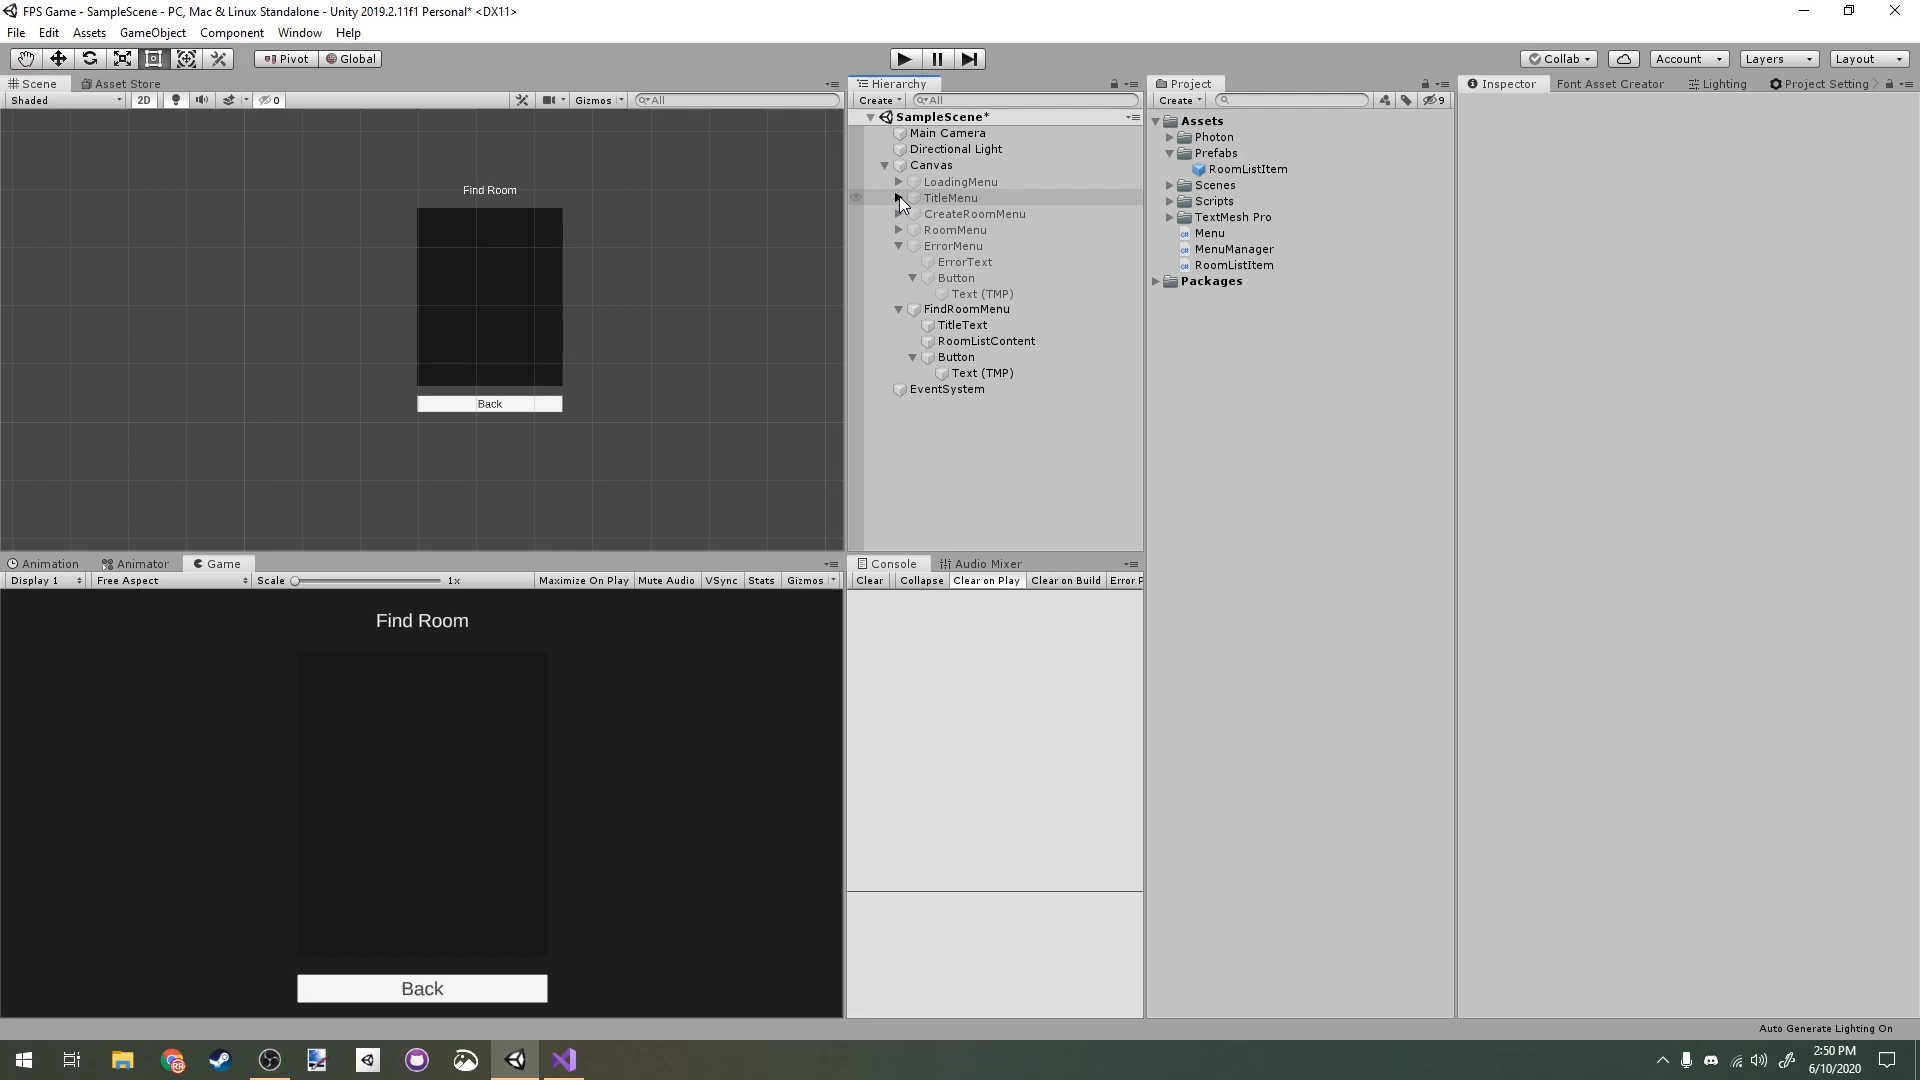 FPS Game - SampleScene - PC, Mac & Linux Standalone - Unity 2019.2.11f1 Personal* <DX11>
File Edit Assets GameObject Component Window Help
Pivot Global Collab Account Layers Layout
Scene Asset Store
Shaded 2D 0 Gizmos All
Find Room
Back
Hierarchy
Create All
SampleScene*
Main Camera
Directional Light
Canvas
LoadingMenu
TitleMenu
CreateRoomMenu
RoomMenu
ErrorMenu
ErrorText
Button
Text (TMP)
FindRoomMenu
TitleText
RoomListContent
Button
Text (TMP)
EventSystem
Project
Create 9
Assets
Photon
Prefabs
RoomListItem
Scenes
Scripts
TextMesh Pro
Menu
MenuManager
RoomListItem
Packages
Inspector Font Asset Creator Lighting Project Setting
Animation Animator Game
Display 1 Free Aspect Scale 1x Maximize On Play Mute Audio VSync Stats Gizmos
Find Room
Back
Console Audio Mixer
Clear Collapse Clear on Play Clear on Build Error P
Auto Generate Lighting On
2:50 PM
6/10/2020